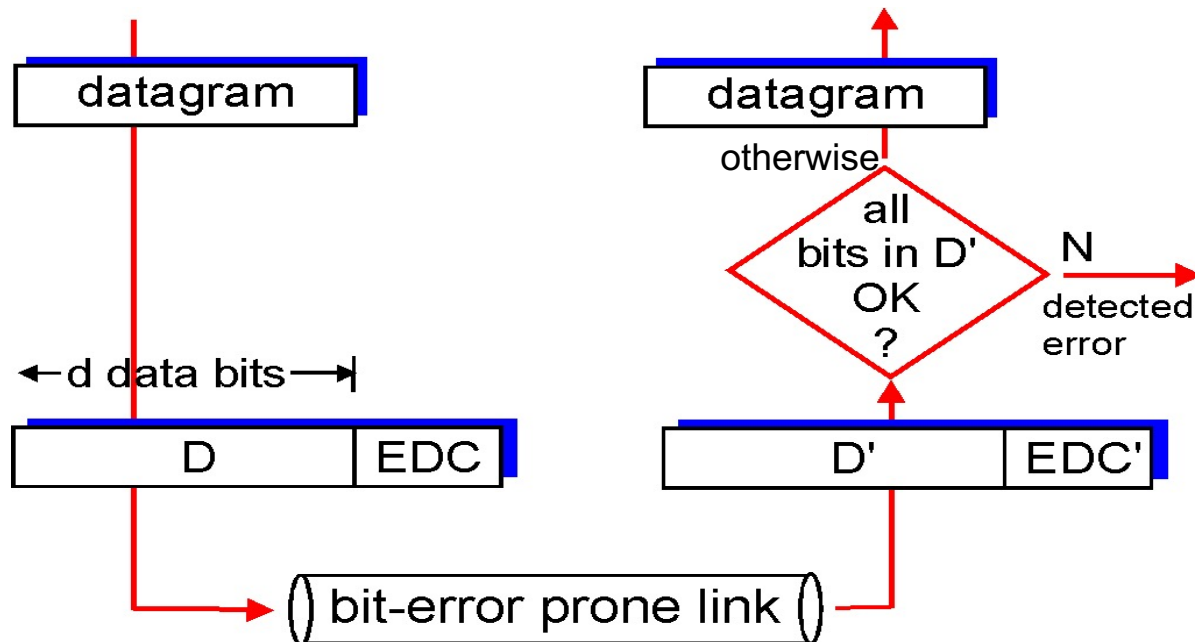 datagram
d data bits
D
EDC
bit-error prone link
datagram
otherwise
all
bits in D'
OK
?
N
detected
error
D'
EDC'